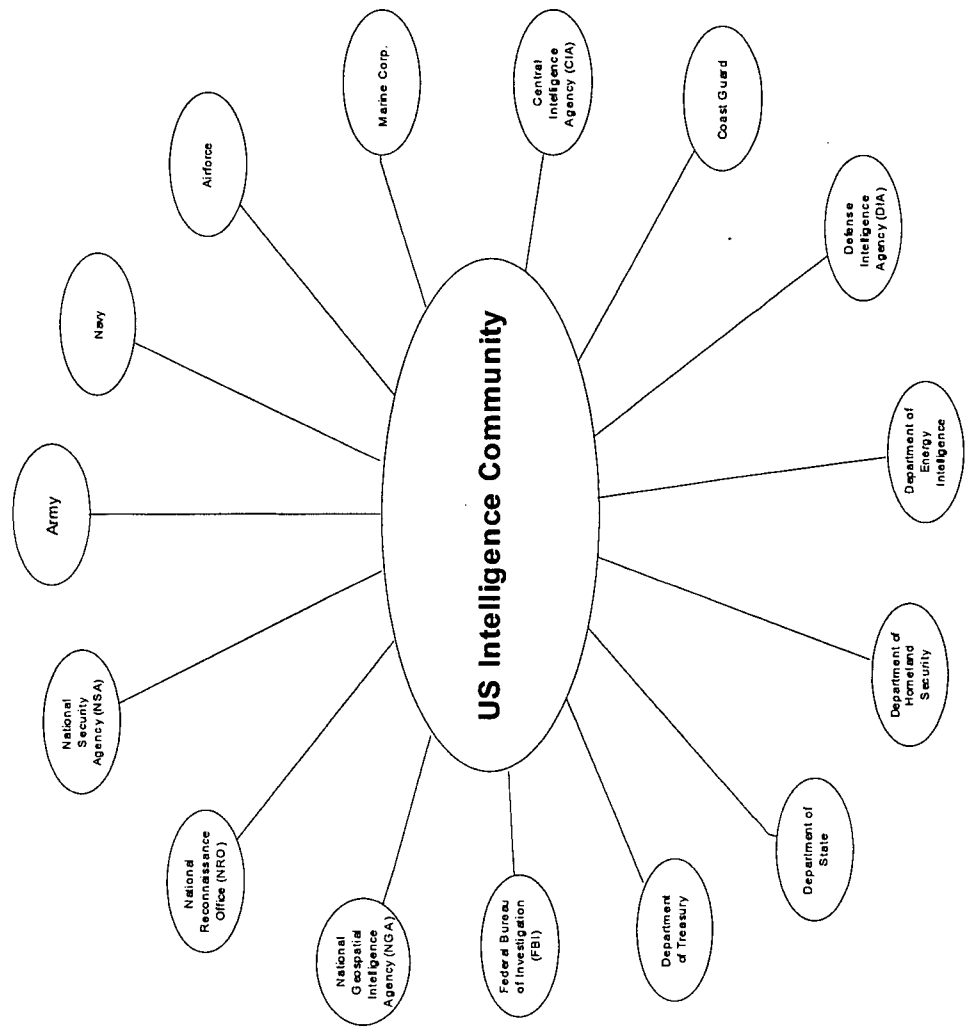 US Intelligence Community
Army
Navy
Airforce
Marine Corp.
Central
Intelligence
Agency (CIA)
Coast Guard
Defense
Intelligence
Agency (DIA)
Department of
Energy
Intelligence
Department of
Homeland
Security
Department of
State
Department
of Treasury
Federal Bureau
of Investigation
(FBI)
National
Geospatial
Intelligence
Agency (NGA)
National
Reconnaissance
Office (NRO)
National
Security
Agency (NSA)